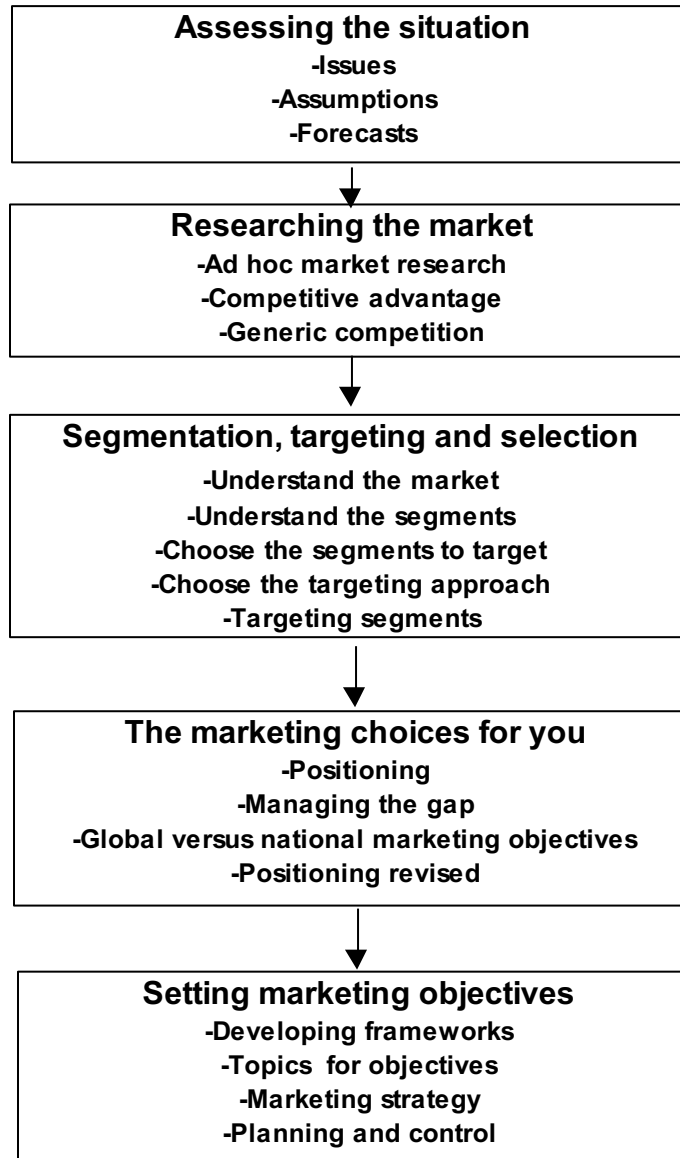 Assessing the situation
-Issues
-Assumptions
-Forecasts
Researching the market
-Ad hoc market research
-Competitive advantage
-Generic competition
Segmentation, targeting and selection
-Understand the market
-Understand the segments
-Choose the segments to target
-Choose the targeting approach
-Targeting segments
The marketing choices for you
-Positioning
-Managing the gap
-Global versus national marketing objectives
-Positioning revised
Setting marketing objectives
-Developing frameworks
-Topics for objectives
-Marketing strategy
-Planning and control